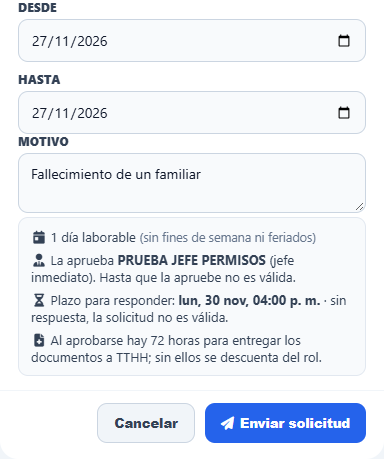 DESDE
27/11/2026
HASTA
27/11/2026
MOTIVO
Fallecimiento de un familiar
1 día laborable (sin fines de semana ni feriados)
La aprueba PRUEBA JEFE PERMISOS (jefe
inmediato). Hasta que la apruebe no es válida.
Plazo para responder: lun, 30 nov, 04:00 p. m. · sin
respuesta, la solicitud no es válida.
Al aprobarse hay 72 horas para entregar los
documentos a TTHH; sin ellos se descuenta del rol.
Cancelar
Enviar solicitud